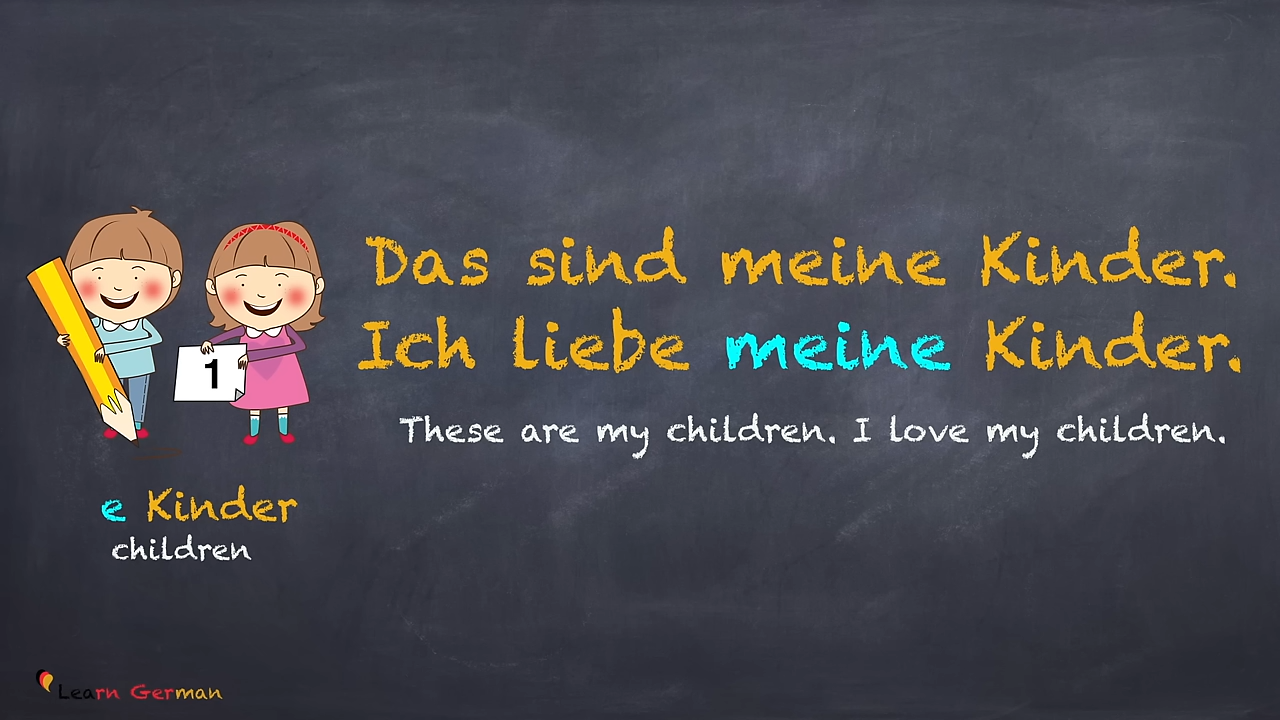 Das sind meine Kinder.
Ich liebe meine Kinder.
These are my children. I love my children.
1
e Kinder
children
Learn German